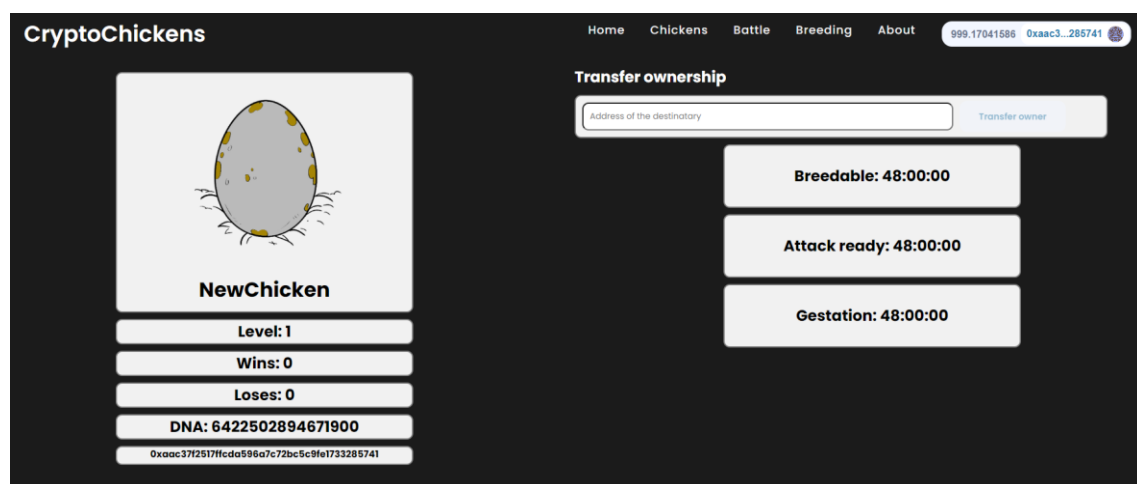 CryptoChickens
Home Chickens Battle Breeding About 999.17041586 0xaac3...285741
Transfer ownership
Address of the destinatary Transfer owner
NewChicken
Level: 1
Wins: 0
Loses: 0
DNA: 6422502894671900
0xaac37f2517ffcda596a7c72bc5c9fe1733285741
Breedable: 48:00:00
Attack ready: 48:00:00
Gestation: 48:00:00